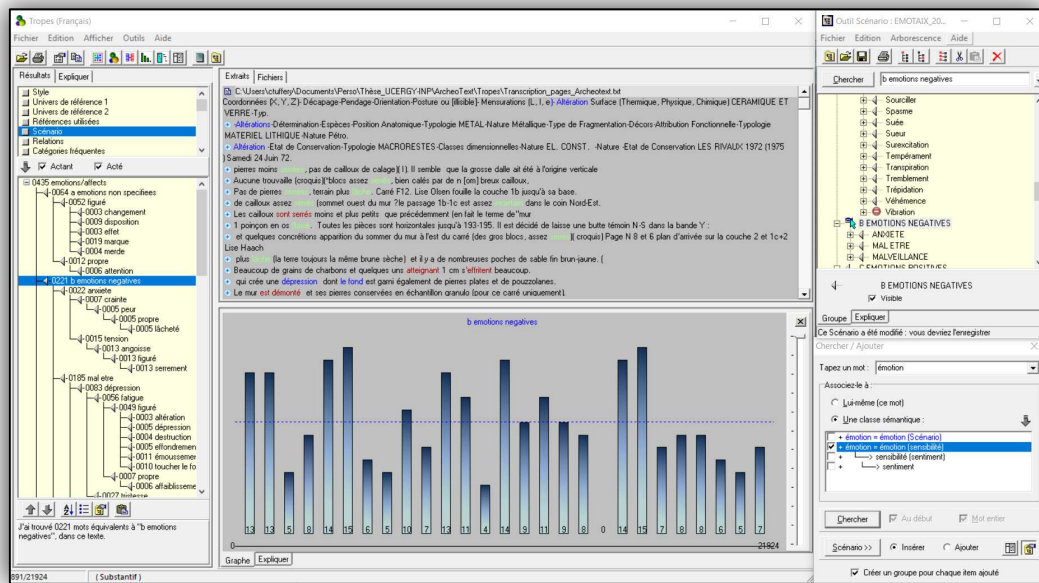 Tropes (Français)
Fichier Edition Afficher Outils Aide
Résultats Expliquer
Style
Univers de référence 1
Univers de référence 2
Références utilisées
Scénario
Relations
Catégories fréquentes
Actant Acté
0435 emotions/affects
0064 a emotions non specifiees
0052 figuré
0003 changement
0009 disposition
0003 effet
0019 marque
0004 merde
0012 propre
0006 attention
0221 b emotions negatives
0022 anxiete
0007 crainte
0005 peur
0005 propre
0005 lâcheté
0015 tension
0013 angoisse
0013 figuré
0013 serrement
0185 mal etre
0083 dépression
0056 fatigue
0049 figuré
0003 altération
0005 dépression
0004 destruction
0005 effondremen
0011 émoussemer
0010 toucher le fo
0007 propre
0006 affaiblisseme
0027 tristesse
J'ai trouvé 0221 mots équivalents à "b emotions
negatives", dans ce texte.
891/21924 ( Substantif )
Extraits Fichiers
C:\Users\ctuffery\Documents\Perso\Thèse_UCERGY-INP\ArcheoText\Tropes\Transcription_pages_Archeotext.txt
Coordonnées {X, Y, Z}- Décapage-Pendage-Orientation-Posture ou [illisible]- Mensurations (L, l, e)-Altération Surface (Thermique, Physique, Chimique) CERAMIQUE ET
VERRE -Typ.
-Altérations-Détermination-Espèces-Position Anatomique-Typologie METAL-Nature Métallique-Type de Fragmentation-Décors-Attribution Fonctionnelle-Typologie
MATERIEL LITHIQUE-Nature Pétro.
Altération -Etat de Conservation-Typologie MACRORESTES-Classes dimensionnelles-Nature EL. CONST. -Nature -Etat de Conservation LES RIVAUX 1972 (1975
) Samedi 24 Juin 72.
pierres moins , pas de cailloux de calage)( l). Il semble que la grosse dalle ait été à l'origine verticale
Aucune trouvaille (croquis)(*blocs assez , bien calés par de n [om] breux cailloux,
Pas de pierres , terrain plus . Carré F12. Lise Olsen fouille la couche 1b jusqu'à sa base.
de cailloux assez (sommet ouest du mur ?le passage 1b-1c est assez dans le coin Nord-Est.
Les cailloux sont serrés moins et plus petits que précédemment (en fait le terme de"mur
1 poinçon en os . Toutes les pièces sont horizontales jusqu'à 193-195. Il est décidé de laisse une butte témoin N-S dans la bande Y :
et quelques concrétions apparition du sommer du mur à l'est du carré (des gros blocs, assez )( croquis) Page N 8 et 6 plan d'arrivée sur la couche 2 et 1c+2
Lise Haach
plus (la terre toujours la même brune sèche) et il y a de nombreuses poches de sable fin brun-jaune. (
Beaucoup de grains de charbons et quelques uns atteignant 1 cm s'effritent beaucoup.
qui crée une dépression dont le fond est garni également de pierres plates et de pouzzolanes.
Le mur est démonté et ses pierres conservées en échantillon granulo (pour ce carré uniquement).
b emotions negatives
13 13 5 8 14 15 6 5 10 7 13 11 4 14 9 11 9 8 0 14 15 7 8 8 6 5 7
0 21924
Graphe Expliquer
Outil Scénario : EMOTAIX_20...
Fichier Edition Arborescence Aide
Chercher b emotions negatives
Sourciller
Spasme
Suée
Sueur
Surexcitation
Tempérament
Transpiration
Tremblement
Trépidation
Véhémence
Vibration
B EMOTIONS NEGATIVES
ANXIETE
MAL ETRE
MALVEILLANCE
C EMOTIONS POSITIVES
B EMOTIONS NEGATIVES
Visible
Groupe Expliquer
Ce Scénario a été modifié : vous devriez l'enregistrer
Chercher / Ajouter
Tapez un mot : émotion
Associez-le à :
Lui-même (ce mot)
Une classe sémantique :
+ émotion = émotion (Scénario)
+ émotion = émotion (sensibilité)
+ ---> sensibilité (sentiment)
+ ---> sentiment
Chercher Au début Mot entier
Scénario >> Insérer Ajouter
Créer un groupe pour chaque item ajouté